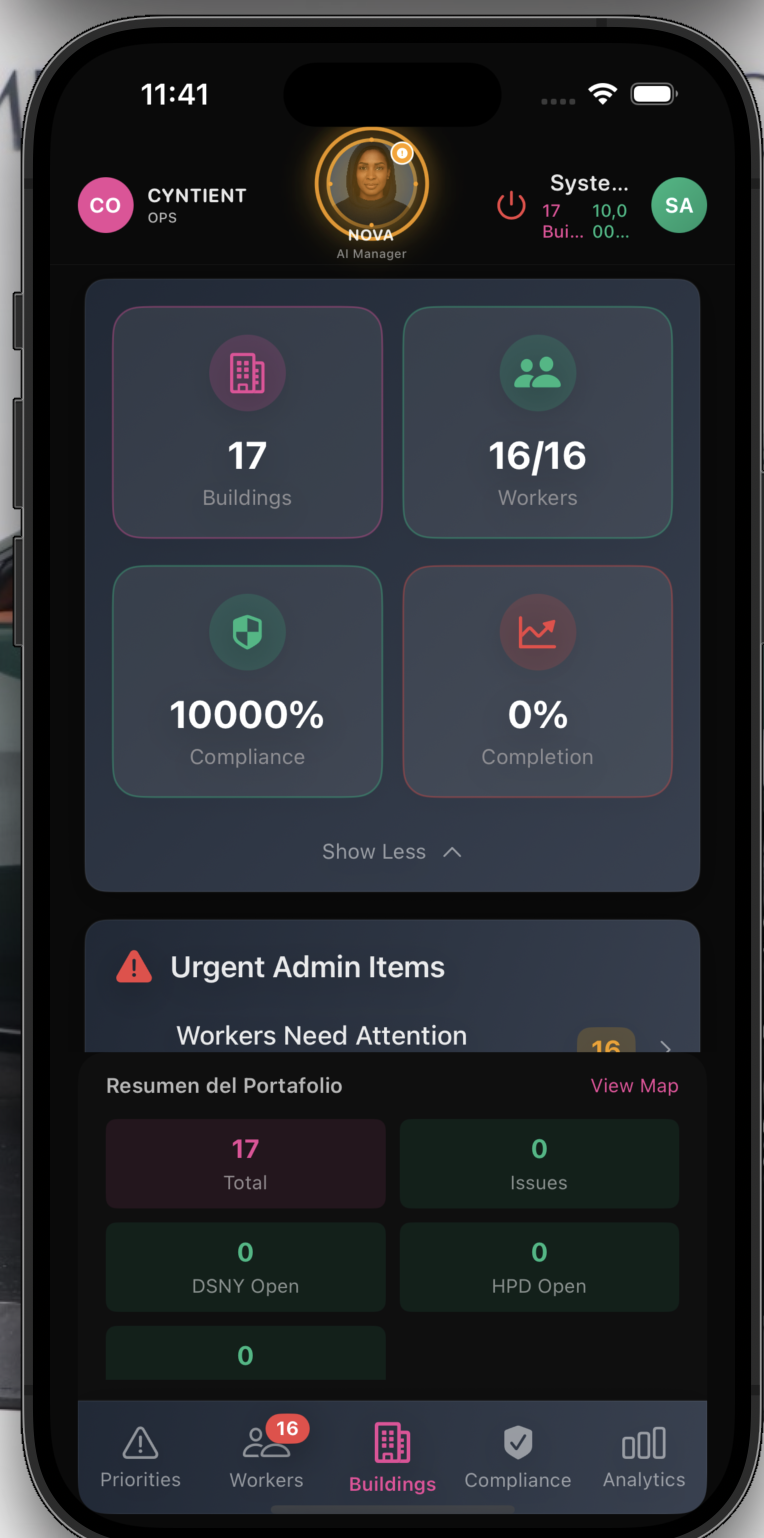 11:41
CO
CYNTIENT
OPS
NOVA
AI Manager
Syste...
17
Bui...
10,0
00...
SA
17
Buildings
16/16
Workers
10000%
Compliance
0%
Completion
Show Less
Urgent Admin Items
Workers Need Attention
16
Resumen del Portafolio
View Map
17
Total
0
Issues
0
DSNY Open
0
HPD Open
0
Priorities
16
Workers
Buildings
Compliance
Analytics